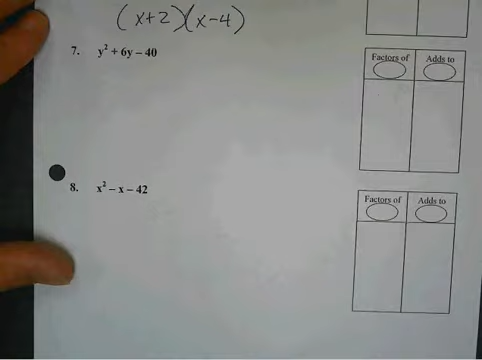 (x+2)(x-4)
7. y² + 6y – 40
Factors of Adds to
8. x² – x – 42
Factors of Adds to